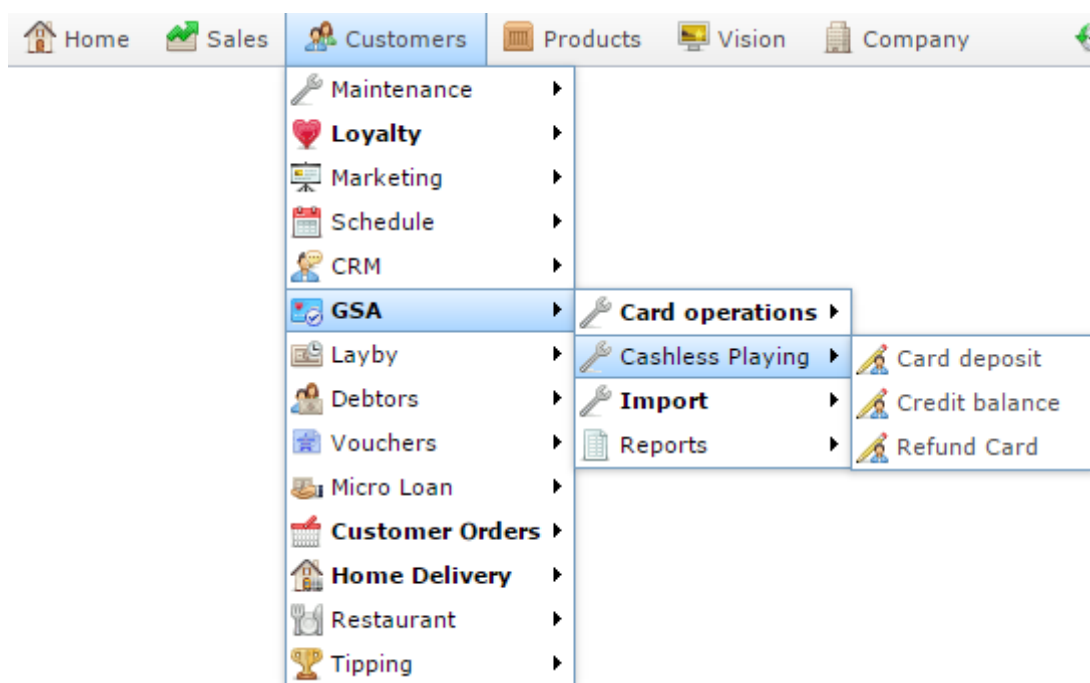 Home Sales Customers Products Vision Company
Maintenance
Loyalty
Marketing
Schedule
CRM
GSA
Layby
Debtors
Vouchers
Micro Loan
Customer Orders
Home Delivery
Restaurant
Tipping
Card operations
Cashless Playing
Import
Reports
Card deposit
Credit balance
Refund Card